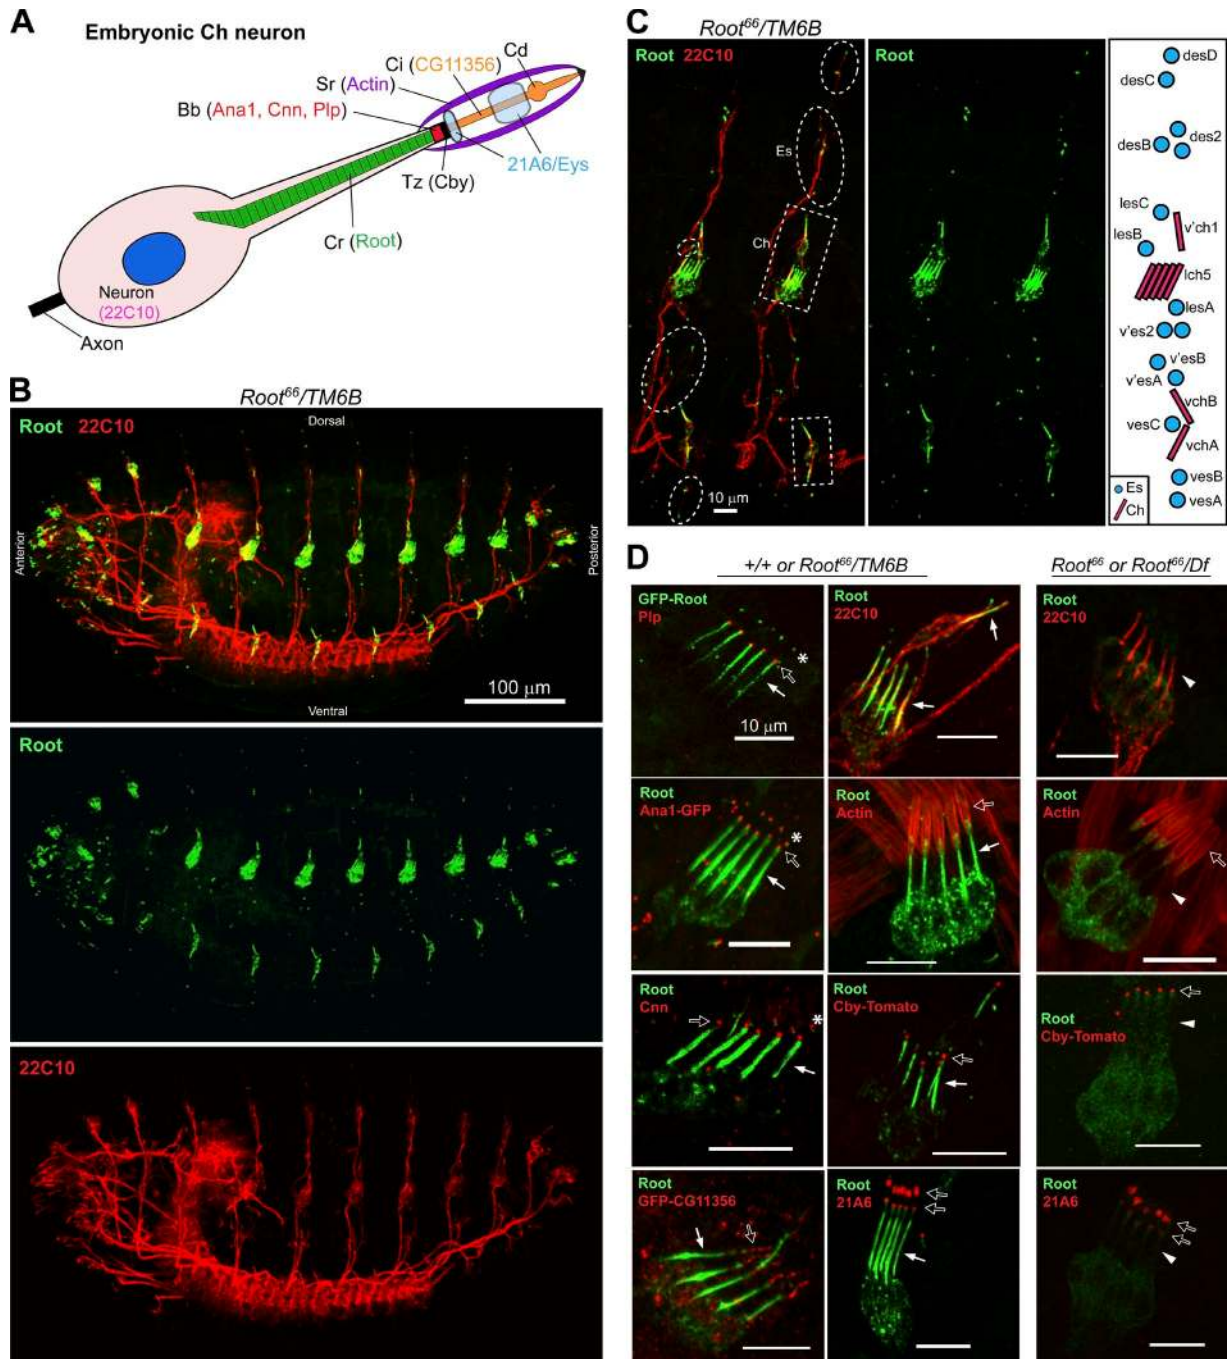 A
Embryonic Ch neuron
Cd
Ci (CG11356)
Sr (Actin)
Bb (Ana1, Cnn, Plp)
21A6/Eys
Tz (Cby)
Cr (Root)
Neuron
(22C10)
Axon
B
Root66/TM6B
Root 22C10
Dorsal
Anterior
Posterior
100 μm
Ventral
Root
22C10
C
Root66/TM6B
Root 22C10
Es
Ch
10 μm
Root
desD
desC
des2
desB
lesC
v'ch1
lesB
lch5
lesA
v'es2
v'esB
v'esA
vchB
vesC
vchA
vesB
vesA
Es
Ch
D
+/+ or Root66/TM6B
Root66 or Root66/Df
GFP-Root
Plp
*
10 μm
Root
22C10
Root
22C10
Root
Ana1-GFP
*
Root
Actin
Root
Actin
Root
Cnn
*
Root
Cby-Tomato
Root
Cby-Tomato
Root
GFP-CG11356
Root
21A6
Root
21A6